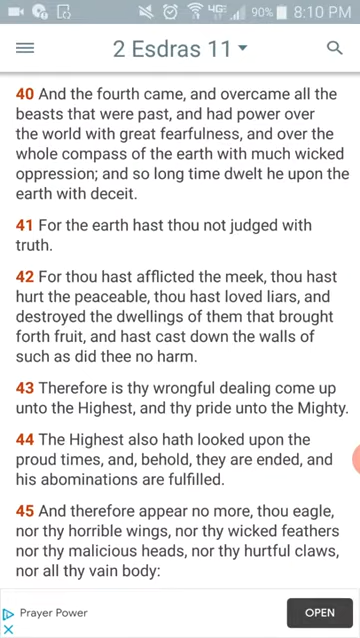 4G LTE 90% 8:10 PM
2 Esdras 11
40 And the fourth came, and overcame all the
beasts that were past, and had power over
the world with great fearfulness, and over the
whole compass of the earth with much wicked
oppression; and so long time dwelt he upon the
earth with deceit.
41 For the earth hast thou not judged with
truth.
42 For thou hast afflicted the meek, thou hast
hurt the peaceable, thou hast loved liars, and
destroyed the dwellings of them that brought
forth fruit, and hast cast down the walls of
such as did thee no harm.
43 Therefore is thy wrongful dealing come up
unto the Highest, and thy pride unto the Mighty.
44 The Highest also hath looked upon the
proud times, and, behold, they are ended, and
his abominations are fulfilled.
45 And therefore appear no more, thou eagle,
nor thy horrible wings, nor thy wicked feathers
nor thy malicious heads, nor thy hurtful claws,
nor all thy vain body:
Prayer Power
OPEN